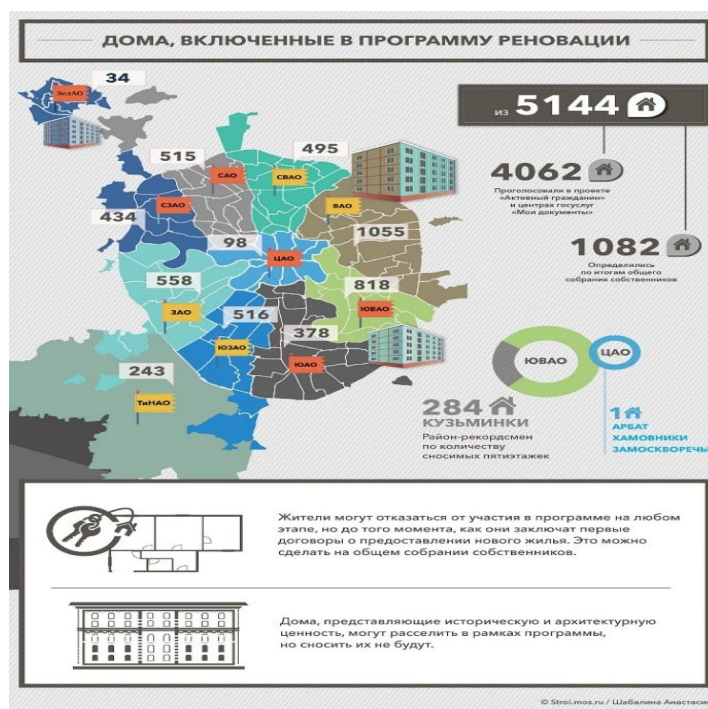 ДОМА, ВКЛЮЧЕННЫЕ В ПРОГРАММУ РЕНОВАЦИИ
34
ЗелАО
из 5144
515
495
САО
СВАО
4062
Проголосовали в проекте
«Активный гражданин»
и центрах госуслуг
«Мои документы»
434
СЗАО
ВАО
98
ЦАО
1055
1082
Определились
по итогам общего
собрания собственников
558
818
ЗАО
516
378
ЮВАО
ЮЗАО
ЮАО
243
ТиНАО
ЮВАО
ЦАО
284
КУЗЬМИНКИ
Район-рекордсмен
по количеству
сносимых пятиэтажек
1
АРБАТ
ХАМОВНИКИ
ЗАМОСКВОРЕЧЬ
Жители могут отказаться от участия в программе на любом
этапе, но до того момента, как они заключат первые
договоры о предоставлении нового жилья. Это можно
сделать на общем собрании собственников.
Дома, представляющие историческую и архитектурную
ценность, могут расселить в рамках программы,
но сносить их не будут.
© Stroi.mos.ru / Шабалина Анастаси